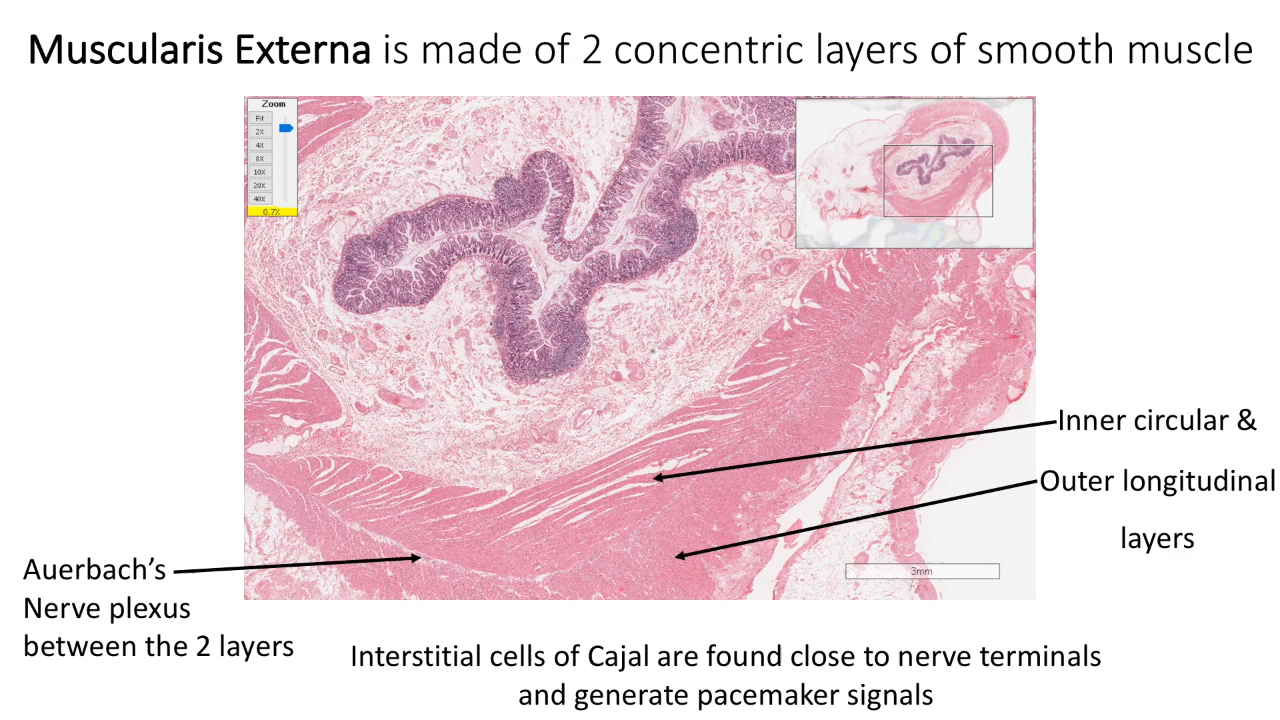 Muscularis Externa is made of 2 concentric layers of smooth muscle
Zoom
Fit
2X
4X
8X
10X
20X
40X
0.7X
Inner circular &
Outer longitudinal
layers
3mm
Auerbach’s
Nerve plexus
between the 2 layers
Interstitial cells of Cajal are found close to nerve terminals
and generate pacemaker signals